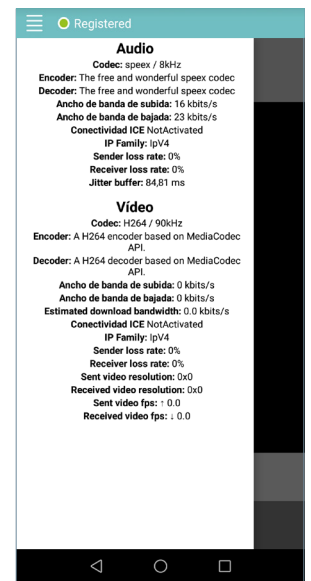 Registered
Audio
Codec: speex / 8kHz
Encoder: The free and wonderful speex codec
Decoder: The free and wonderful speex codec
Ancho de banda de subida: 16 kbits/s
Ancho de banda de bajada: 23 kbits/s
Conectividad ICE NotActivated
IP Family: IpV4
Sender loss rate: 0%
Receiver loss rate: 0%
Jitter buffer: 84,81 ms
Vídeo
Codec: H264 / 90kHz
Encoder: A H264 encoder based on MediaCodec
API.
Decoder: A H264 decoder based on MediaCodec
API.
Ancho de banda de subida: 0 kbits/s
Ancho de banda de bajada: 0 kbits/s
Estimated download bandwidth: 0.0 kbits/s
Conectividad ICE NotActivated
IP Family: IpV4
Sender loss rate: 0%
Receiver loss rate: 0%
Sent video resolution: 0x0
Received video resolution: 0x0
Sent video fps: ↑ 0.0
Received video fps: ↓ 0.0